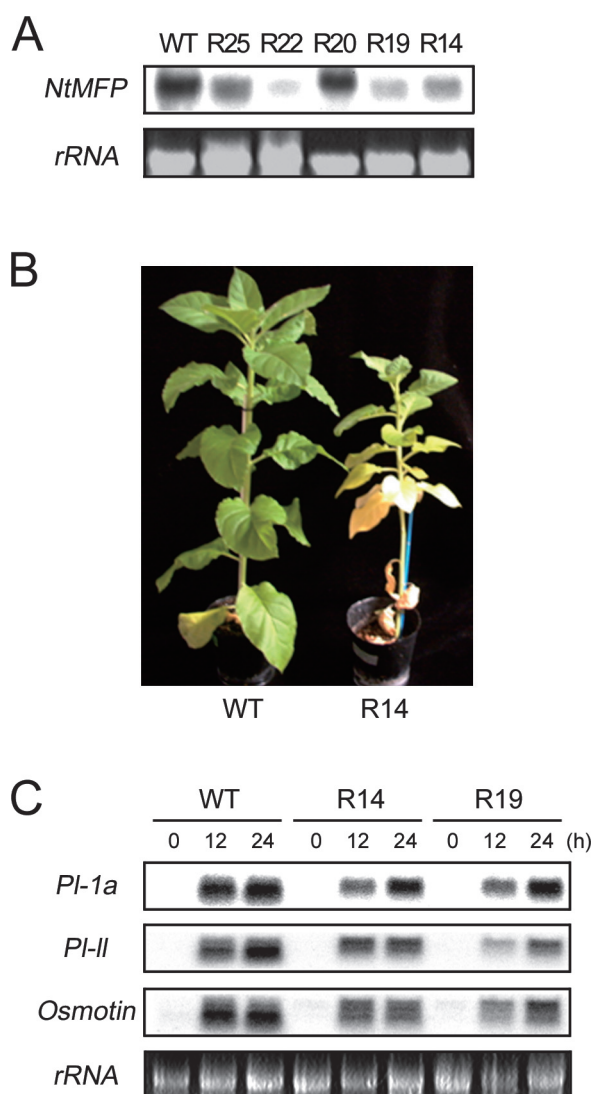 A
WT R25 R22 R20 R19 R14
NtMFP
rRNA
B
WT R14
C
WT R14 R19
0 12 24 0 12 24 0 12 24 (h)
PI-1a
PI-II
Osmotin
rRNA